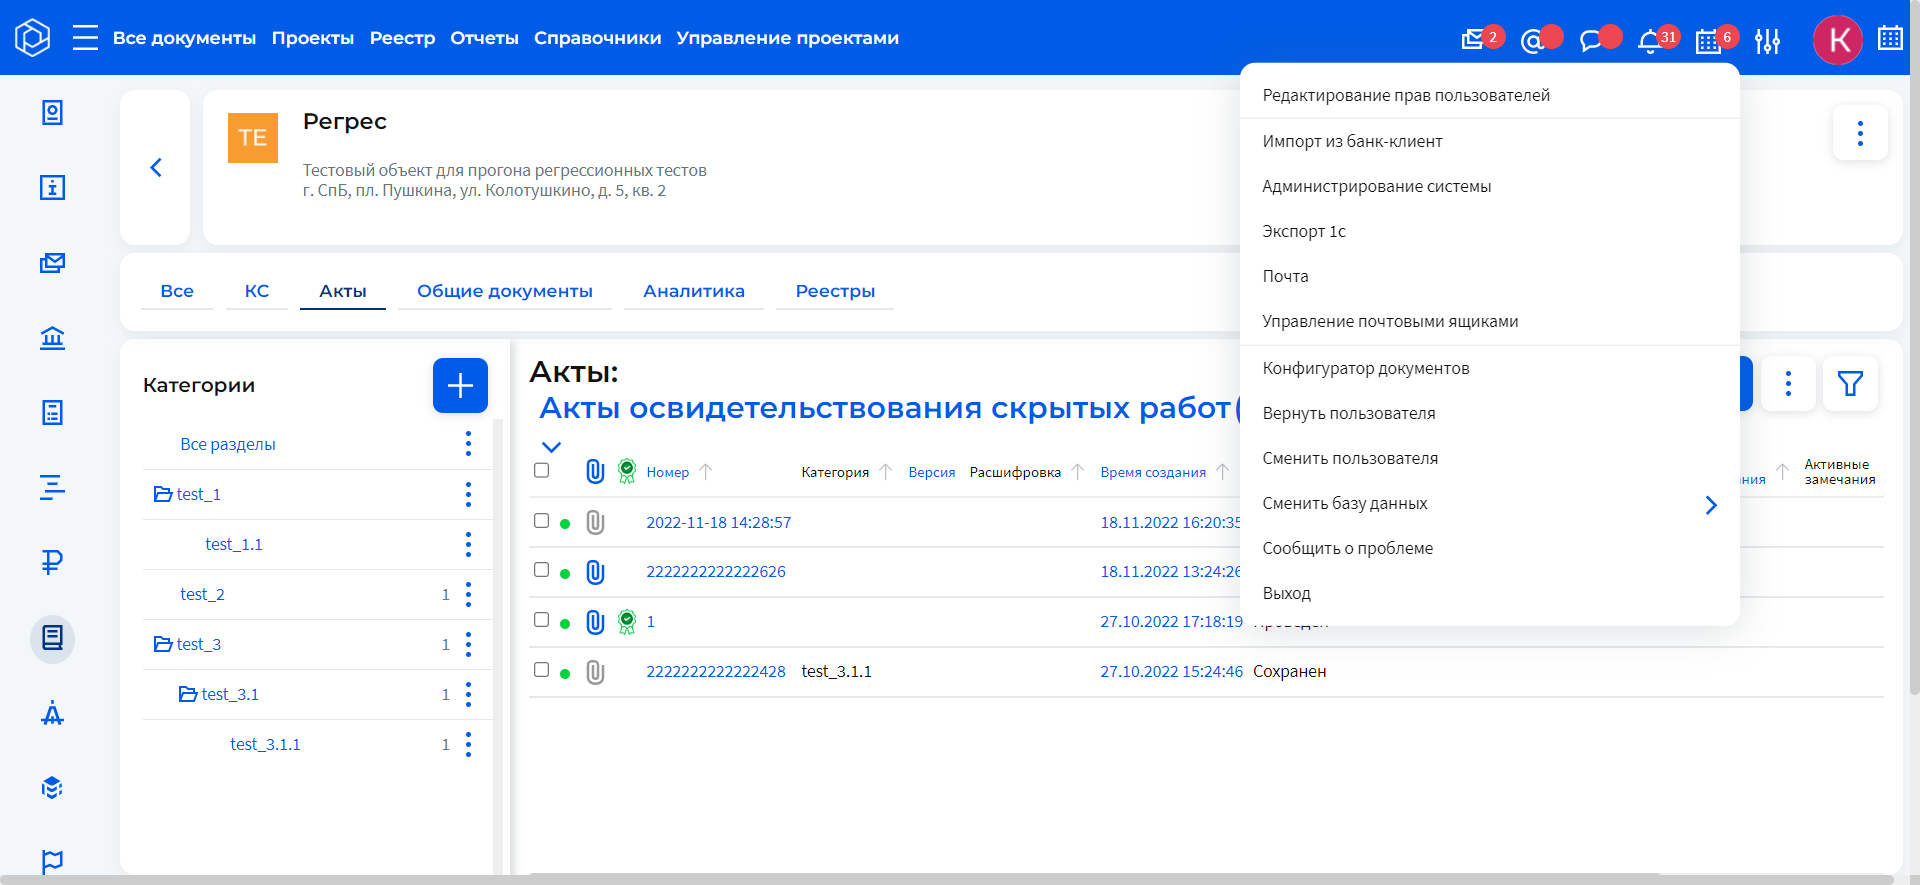 Все документы Проекты Реестр Отчеты Справочники Управление проектами
2 31 6 K
TE
Регрес
Тестовый объект для прогона регрессионных тестов
г. СпБ, пл. Пушкина, ул. Колотушкино, д. 5, кв. 2
Редактирование прав пользователей
Импорт из банк-клиент
Администрирование системы
Экспорт 1с
Почта
Управление почтовыми ящиками
Конфигуратор документов
Вернуть пользователя
Сменить пользователя
Сменить базу данных
Сообщить о проблеме
Выход
Все КС Акты Общие документы Аналитика Реестры
Категории
Все разделы
test_1
test_1.1
test_2 1
test_3 1
test_3.1 1
test_3.1.1 1
Акты:
Акты освидетельствования скрытых работ(
Номер Категория Версия Расшифровка Время создания Активные
замечания
2022-11-18 14:28:57 18.11.2022 16:20:35
2222222222222626 18.11.2022 13:24:26
1 27.10.2022 17:18:19
2222222222222428 test_3.1.1 27.10.2022 15:24:46 Сохранен